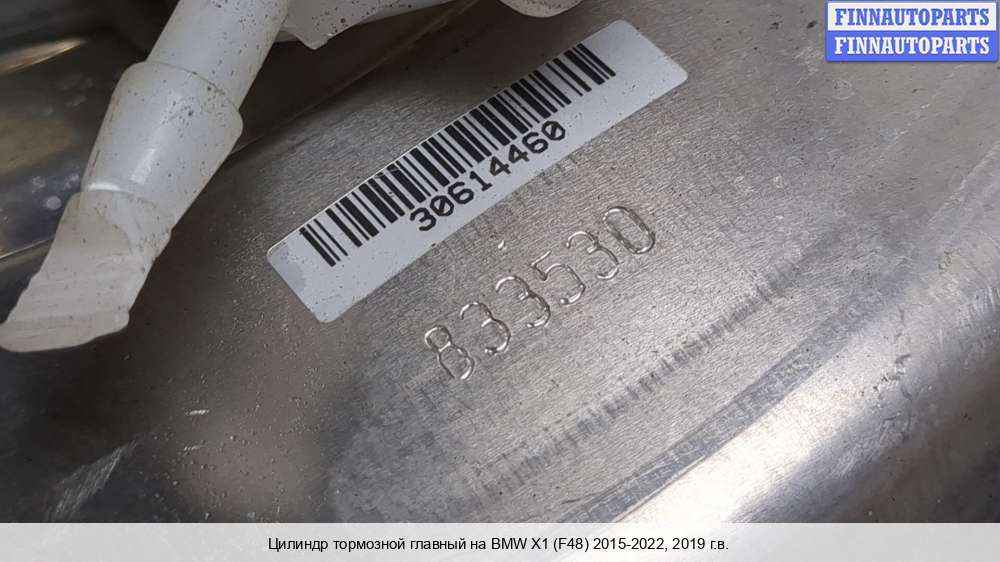 FINNAUTOPARTS
FINNAUTOPARTS
30614460
833530
Цилиндр тормозной главный на BMW X1 (F48) 2015-2022, 2019 г.в.